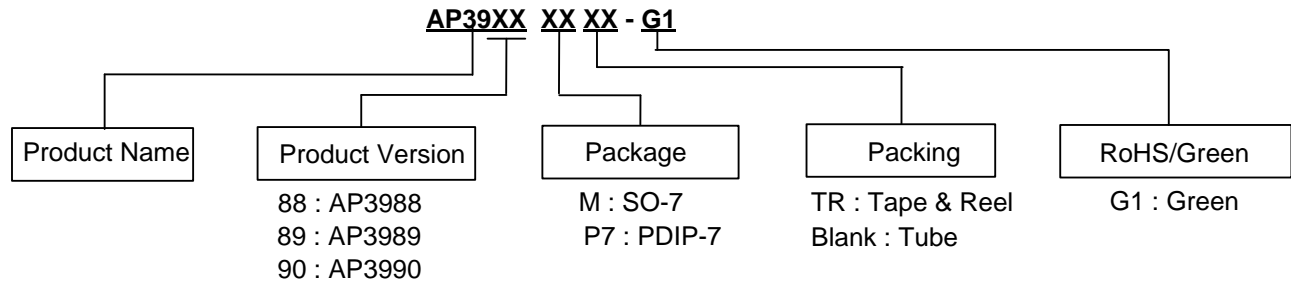 AP39XX XX XX - G1
Product Name
Product Version
Package
Packing
RoHS/Green
88 : AP3988
89 : AP3989
90 : AP3990
M : SO-7
P7 : PDIP-7
TR : Tape & Reel
Blank : Tube
G1 : Green